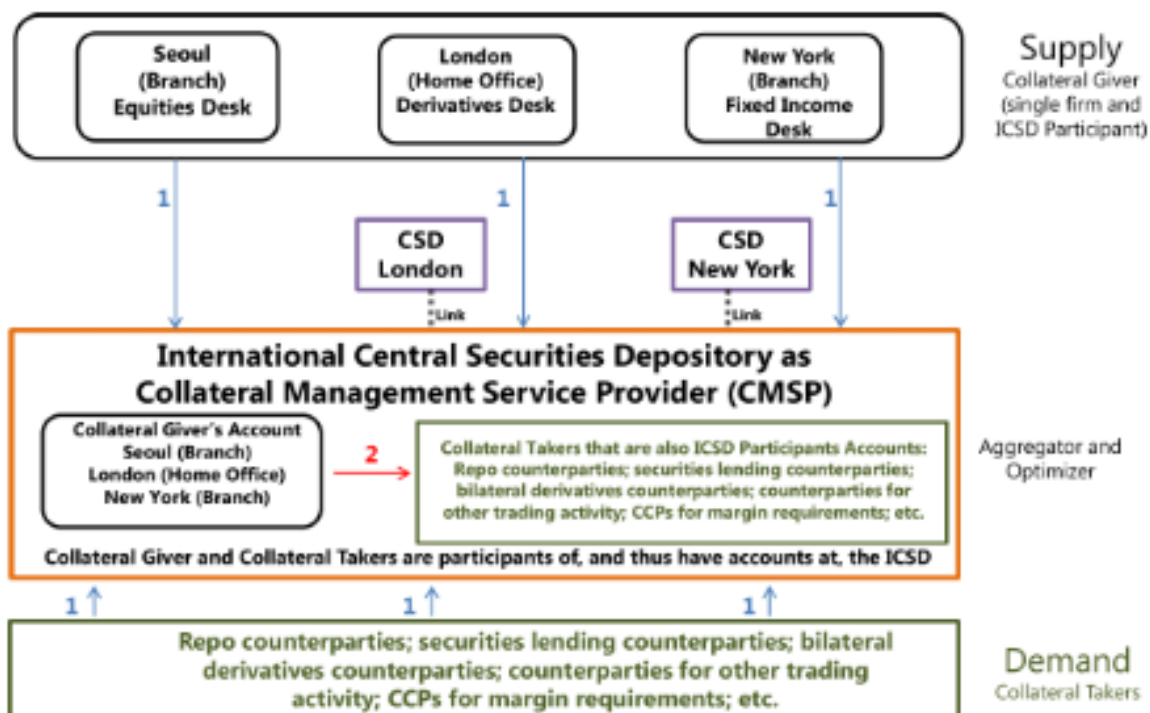 Seoul
(Branch)
Equities Desk
London
(Home Office)
Derivatives Desk
New York
(Branch)
Fixed Income
Desk
Supply
Collateral Giver
(single firm and
ICSD Participant)
1
1
1
CSD
London
CSD
New York
Link
Link
International Central Securities Depository as
Collateral Management Service Provider (CMSP)
Collateral Giver's Account
Seoul (Branch)
London (Home Office)
New York (Branch)
2
Collateral Takers that are also ICSD Participants Accounts:
Repo counterparties; securities lending counterparties;
bilateral derivatives counterparties; counterparties for
other trading activity; CCPs for margin requirements; etc.
Aggregator and
Optimizer
Collateral Giver and Collateral Takers are participants of, and thus have accounts at, the ICSD
1
1
1
Repo counterparties; securities lending counterparties; bilateral
derivatives counterparties; counterparties for other trading
activity; CCPs for margin requirements; etc.
Demand
Collateral Takers